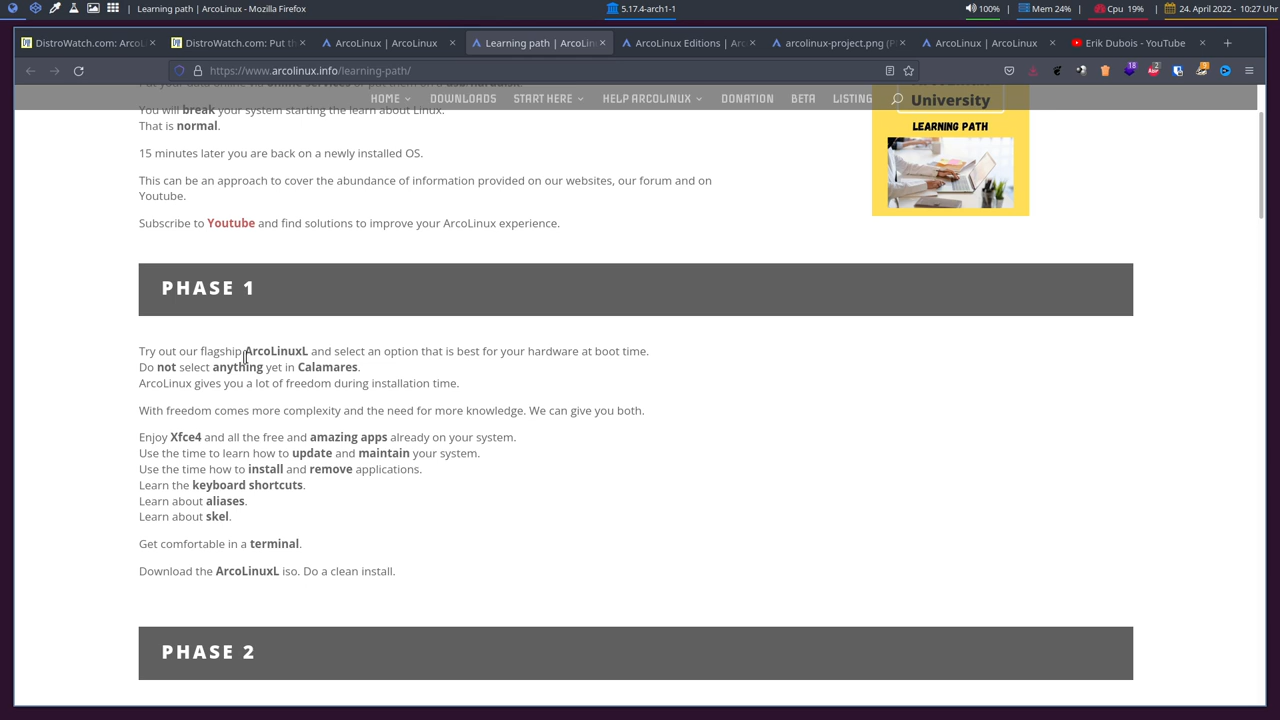 Learning path | ArcoLinux - Mozilla Firefox
5.17.4-arch1-1
100%
Mem 24%
Cpu 19%
24. April 2022 - 10:27 Uhr
DistroWatch.com: ArcoL
DistroWatch.com: Put th
ArcoLinux | ArcoLinux
Learning path | ArcoLin
ArcoLinux Editions | Arc
arcolinux-project.png (P
ArcoLinux | ArcoLinux
Erik Dubois - YouTube
https://www.arcolinux.info/learning-path/
18
2
HOME
DOWNLOADS
START HERE
HELP ARCOLINUX
DONATION
BETA
LISTING
You will break your system starting the learn about Linux.
That is normal.
15 minutes later you are back on a newly installed OS.
This can be an approach to cover the abundance of information provided on our websites, our forum and on
Youtube.
Subscribe to Youtube and find solutions to improve your ArcoLinux experience.
University
LEARNING PATH
PHASE 1
Try out our flagship ArcoLinuxL and select an option that is best for your hardware at boot time.
Do not select anything yet in Calamares.
ArcoLinux gives you a lot of freedom during installation time.
With freedom comes more complexity and the need for more knowledge. We can give you both.
Enjoy Xfce4 and all the free and amazing apps already on your system.
Use the time to learn how to update and maintain your system.
Use the time how to install and remove applications.
Learn the keyboard shortcuts.
Learn about aliases.
Learn about skel.
Get comfortable in a terminal.
Download the ArcoLinuxL iso. Do a clean install.
PHASE 2